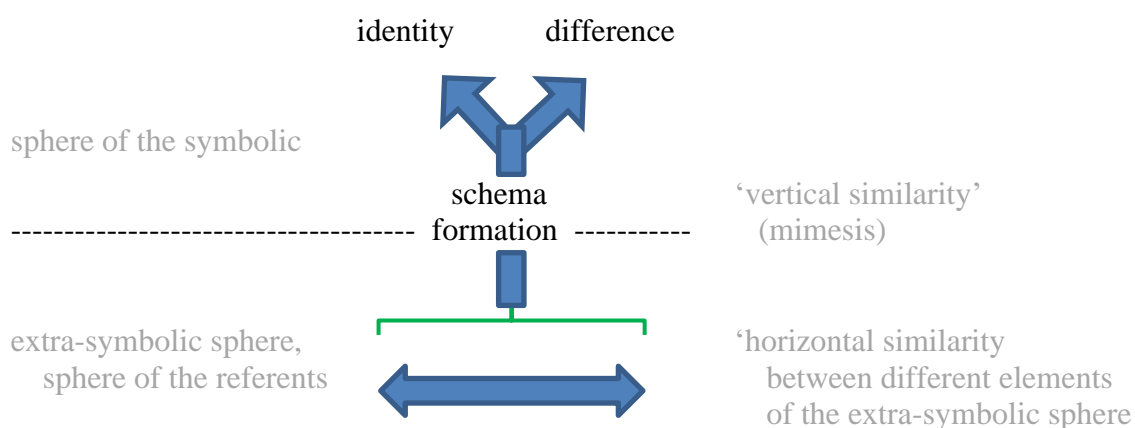 identity difference
sphere of the symbolic
schema ‘vertical similarity’
------------------------------------- formation ----------- (mimesis)
extra-symbolic sphere, ‘horizontal similarity
sphere of the referents between different elements
of the extra-symbolic sphere